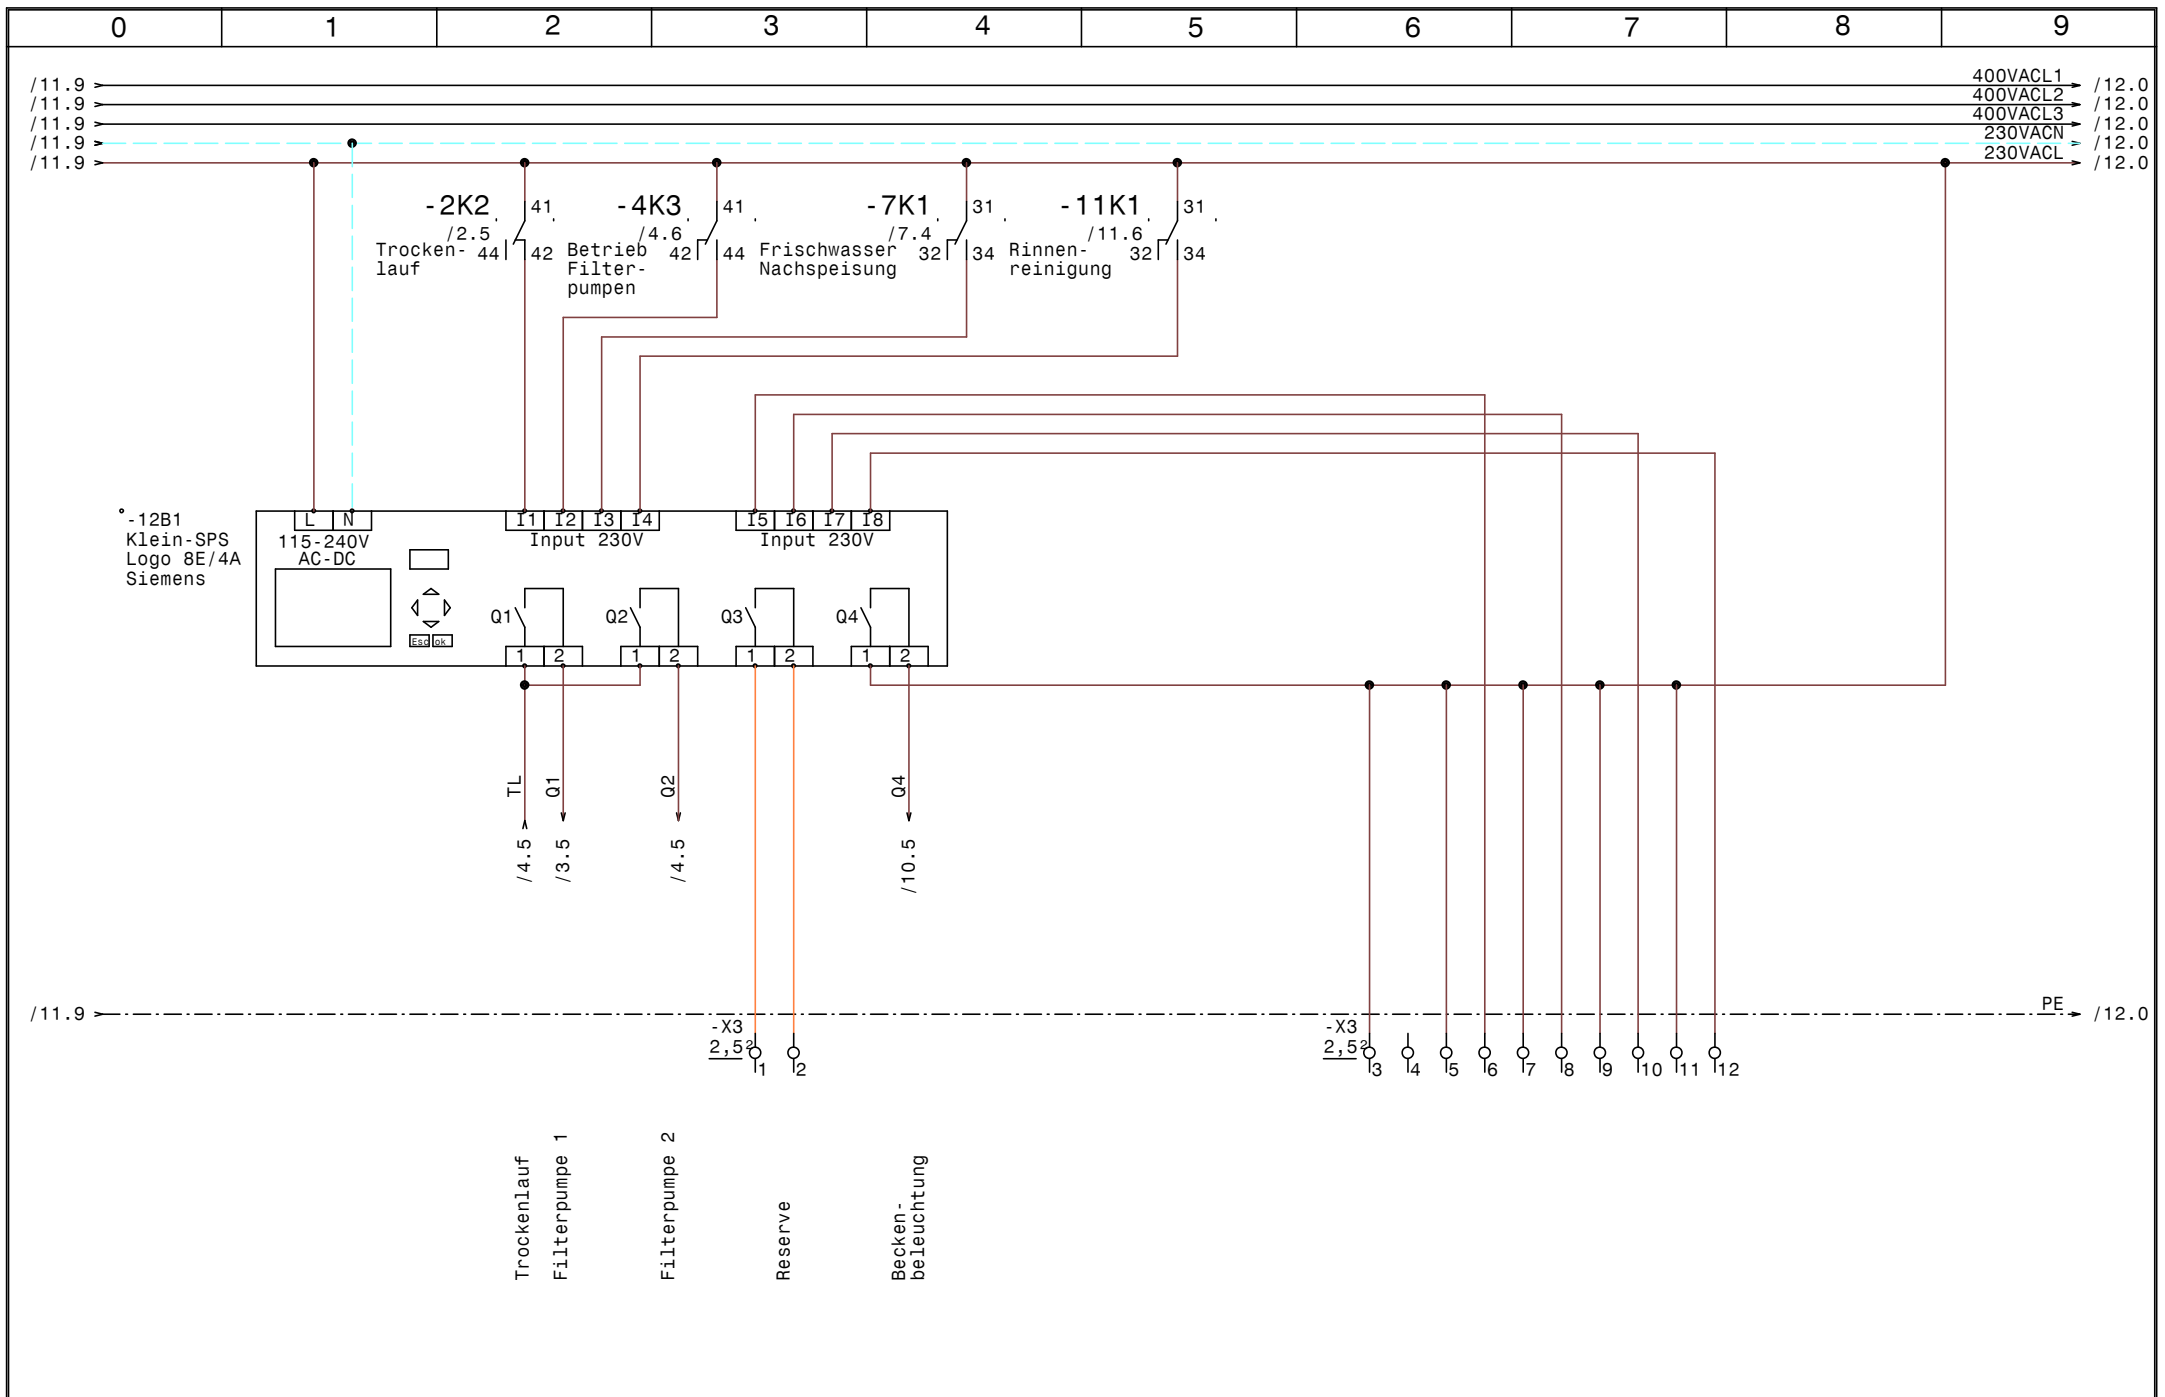 0 1 2 3 4 5 6 7 8 9
/11.9 400VACL1 /12.0
/11.9 400VACL2 /12.0
/11.9 400VACL3 /12.0
/11.9 230VACN /12.0
/11.9 230VACL /12.0
-2K2 41
/2.5
Trocken-
lauf
44 42
-4K3 41
/4.6
Betrieb
Filter-
pumpen
42 44
-7K1 31
/7.4
Frischwasser
Nachspeisung
32 34
-11K1 31
/11.6
Rinnen-
reinigung
32 34
-12B1
Klein-SPS
Logo 8E/4A
Siemens
L N
115-240V
AC-DC
I1 I2 I3 I4
Input 230V
I5 I6 I7 I8
Input 230V
Esc ok
Q1 Q2 Q3 Q4
1 2 1 2 1 2 1 2
TL Q1 Q2 Q4
/4.5 /3.5 /4.5 /10.5
/11.9 PE /12.0
-X3
2,5²
1 2
-X3
2,5²
3 4 5 6 7 8 9 10 11 12
Trockenlauf
Filterpumpe 1
Filterpumpe 2
Reserve
Becken-
beleuchtung